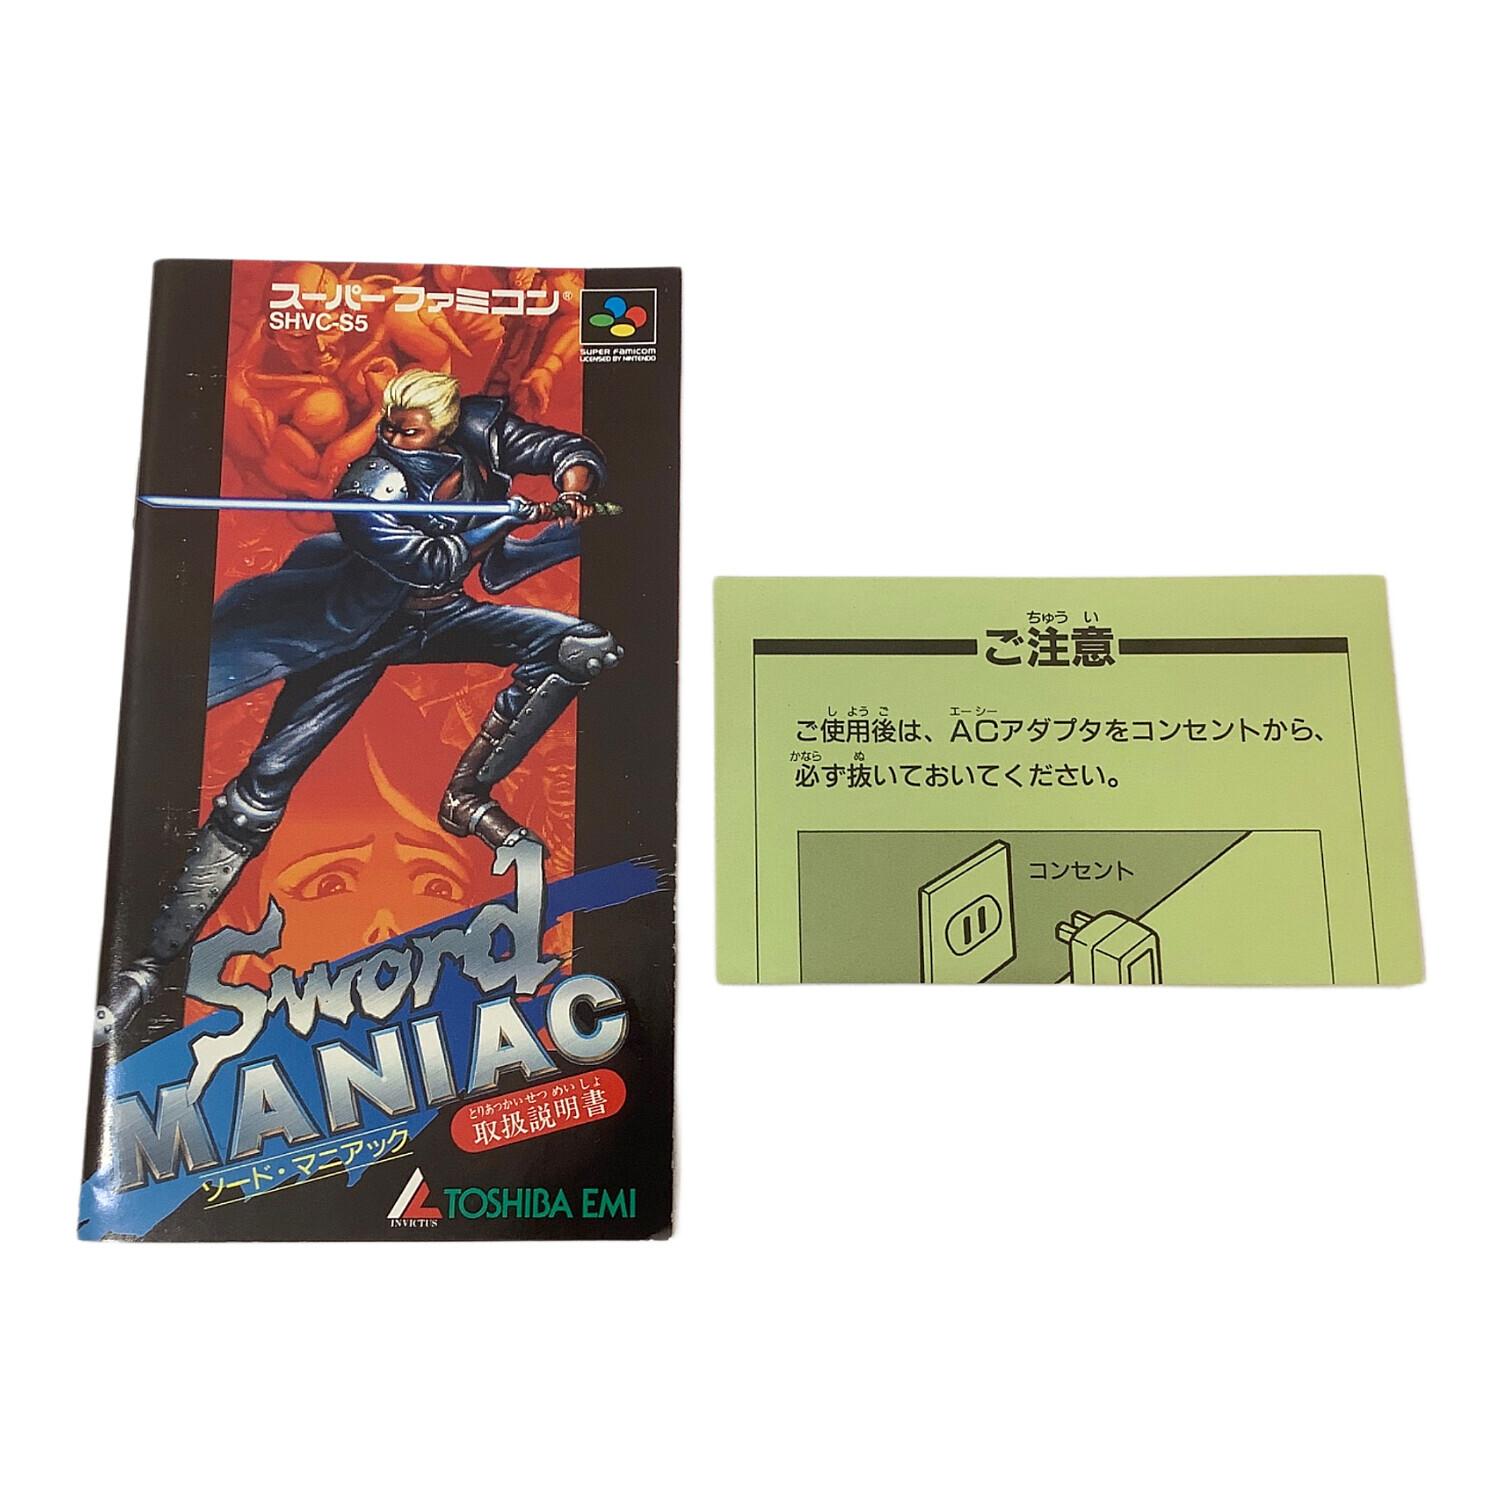 スーパーファミコン®
SHVC-S5
SUPER FAMICOM
LICENSED BY NINTENDO
Sword
MANIAC
ソード・マニアック
とりあつかいせつめいしょ
取扱説明書
INVICTUS
TOSHIBA EMI
ちゅうい
ご注意
しようご エーシー
ご使用後は、ACアダプタをコンセントから、
かなら ぬ
必ず抜いておいてください。
コンセント